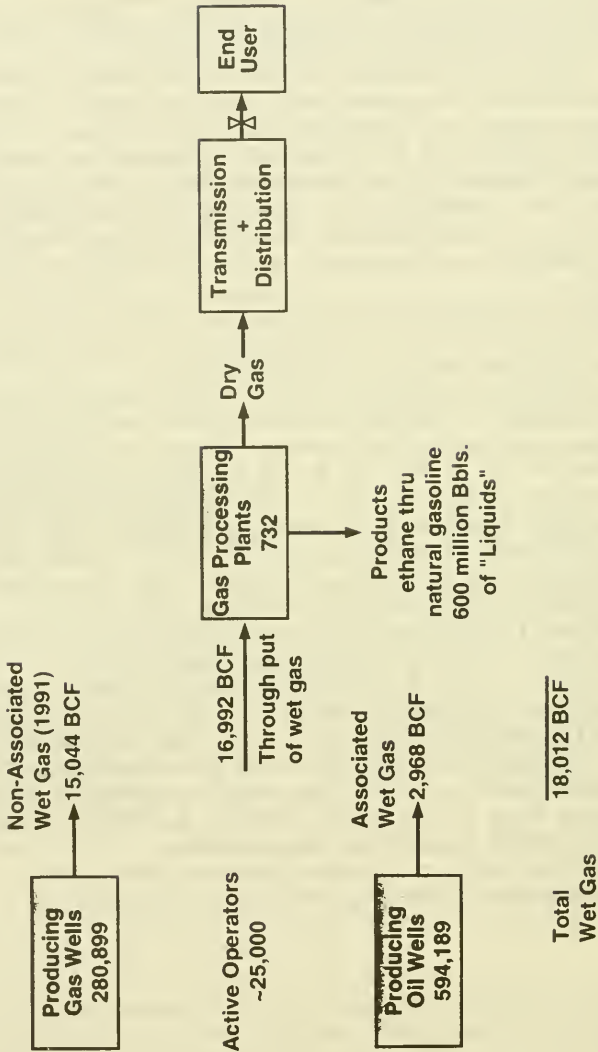 Producing
Gas Wells
280,899
Non-Associated
Wet Gas (1991)
15,044 BCF
Active Operators
~25,000
16,992 BCF
Through put
of wet gas
Gas Processing
Plants
732
Dry
Gas
Transmission
+
Distribution
End
User
Products
ethane thru
natural gasoline
600 million Bbls.
of "Liquids"
Producing
Oil Wells
594,189
Associated
Wet Gas
2,968 BCF
Total
Wet Gas
18,012 BCF